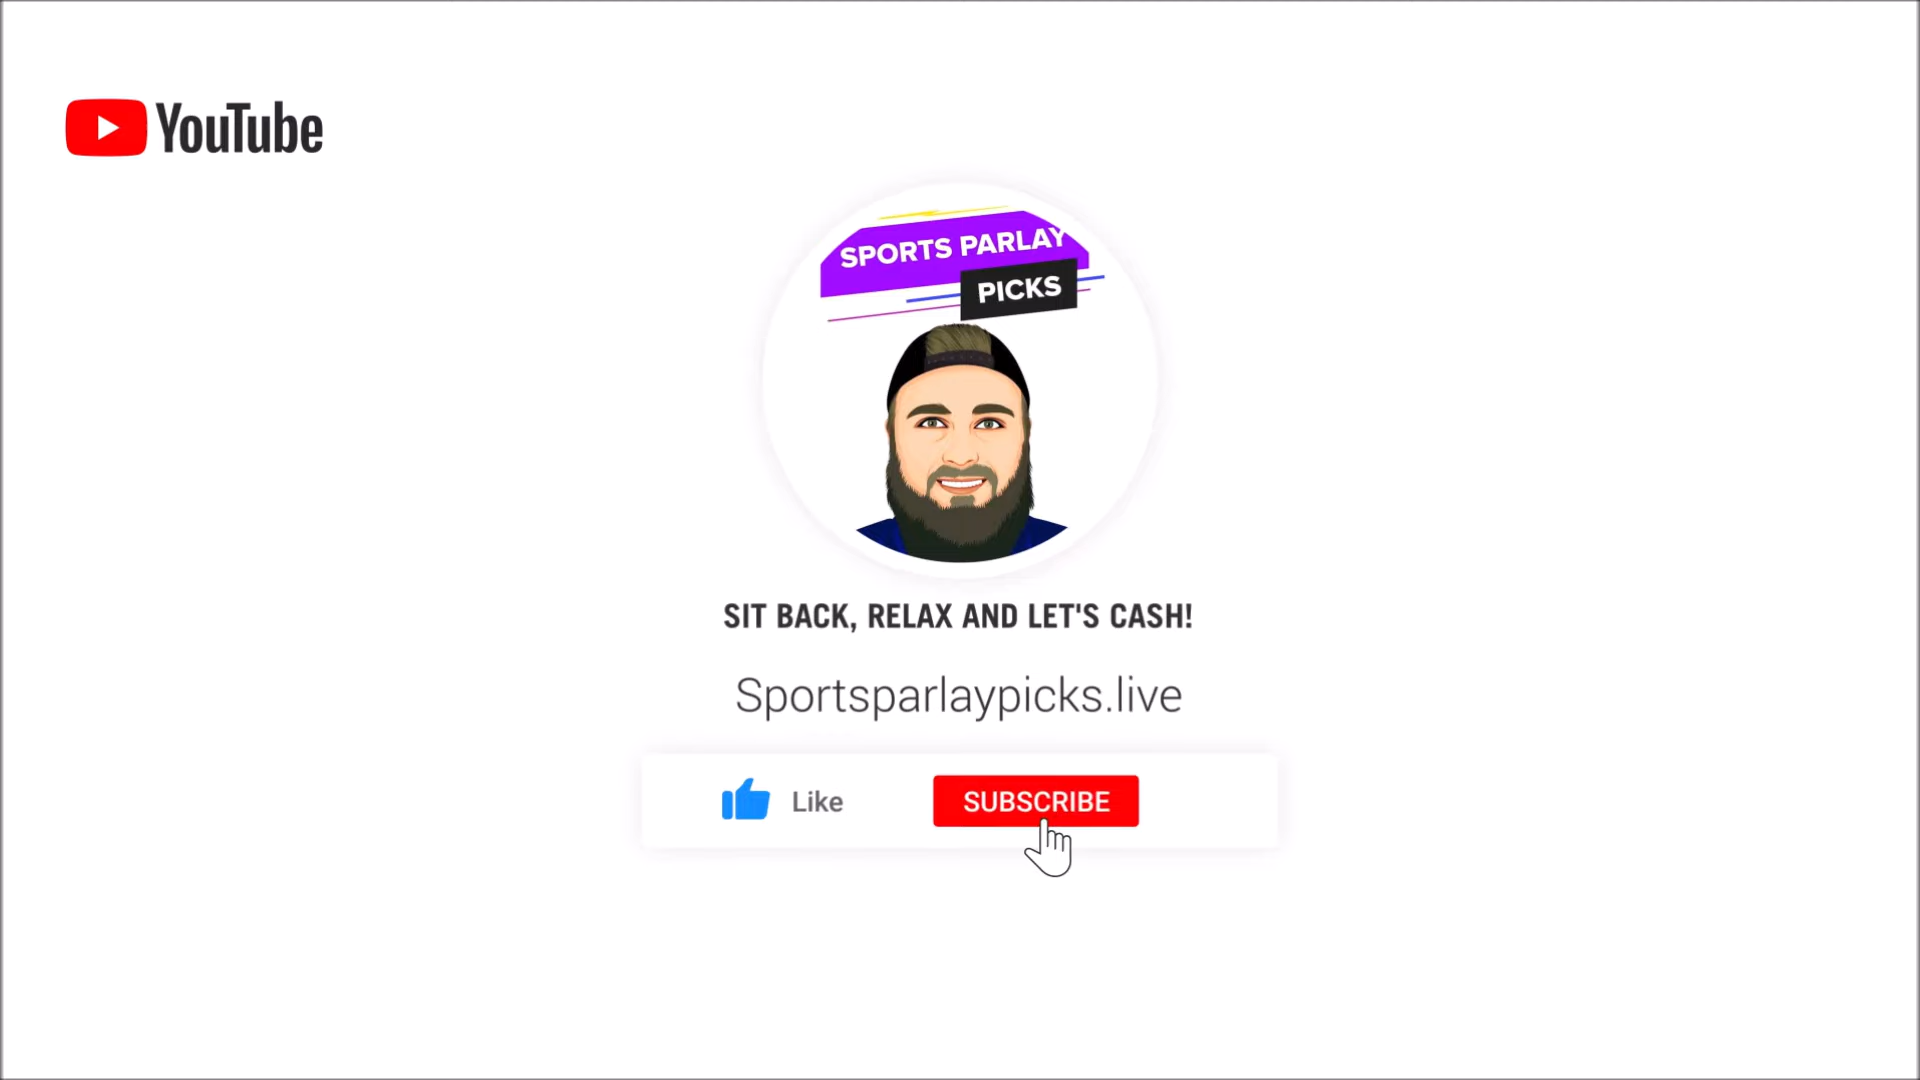 YouTube
SPORTS PARLAY
PICKS
SIT BACK, RELAX AND LET'S CASH!
Sportsparlaypicks.live
Like
SUBSCRIBE